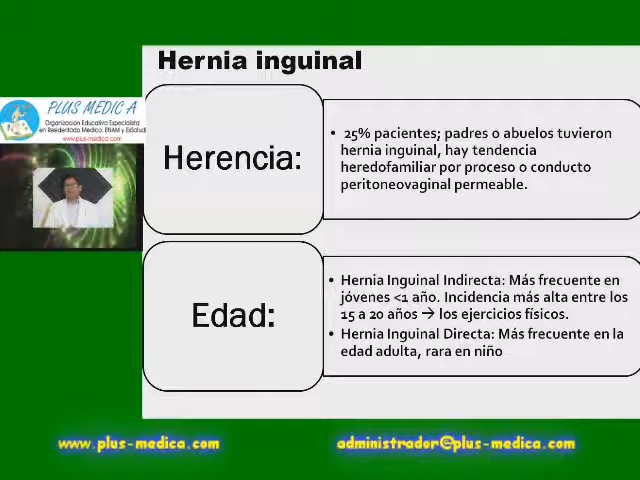 Hernia inguinal
PLUS MEDICA
Organización Educativa Especialista
en Residentado Medico, ENAM y EsSalud
www.plus-medica.com
Herencia:
• 25% pacientes; padres o abuelos tuvieron
hernia inguinal, hay tendencia
heredofamiliar por proceso o conducto
peritoneovaginal permeable.
Edad:
• Hernia Inguinal Indirecta: Más frecuente en
jóvenes <1 año. Incidencia más alta entre los
15 a 20 años → los ejercicios físicos.
• Hernia Inguinal Directa: Más frecuente en la
edad adulta, rara en niño
www.plus-medica.com
administrador@plus-medica.com